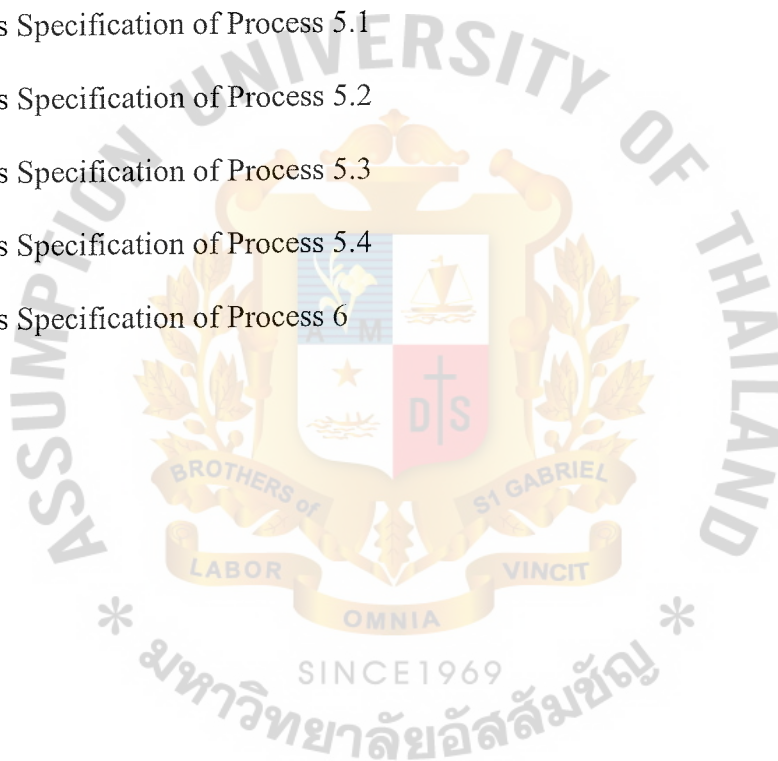 s Specification of Process 5.1
s Specification of Process 5.2
s Specification of Process 5.3
s Specification of Process 5.4
s Specification of Process 6
ASSUMPTION UNIVERSITY OF THAILAND
A M
D S
BROTHERS of ST GABRIEL
LABOR OMNIA VINCIT
SINCE1969
* มหาวิทยาลัยอัสสัมชัญ *